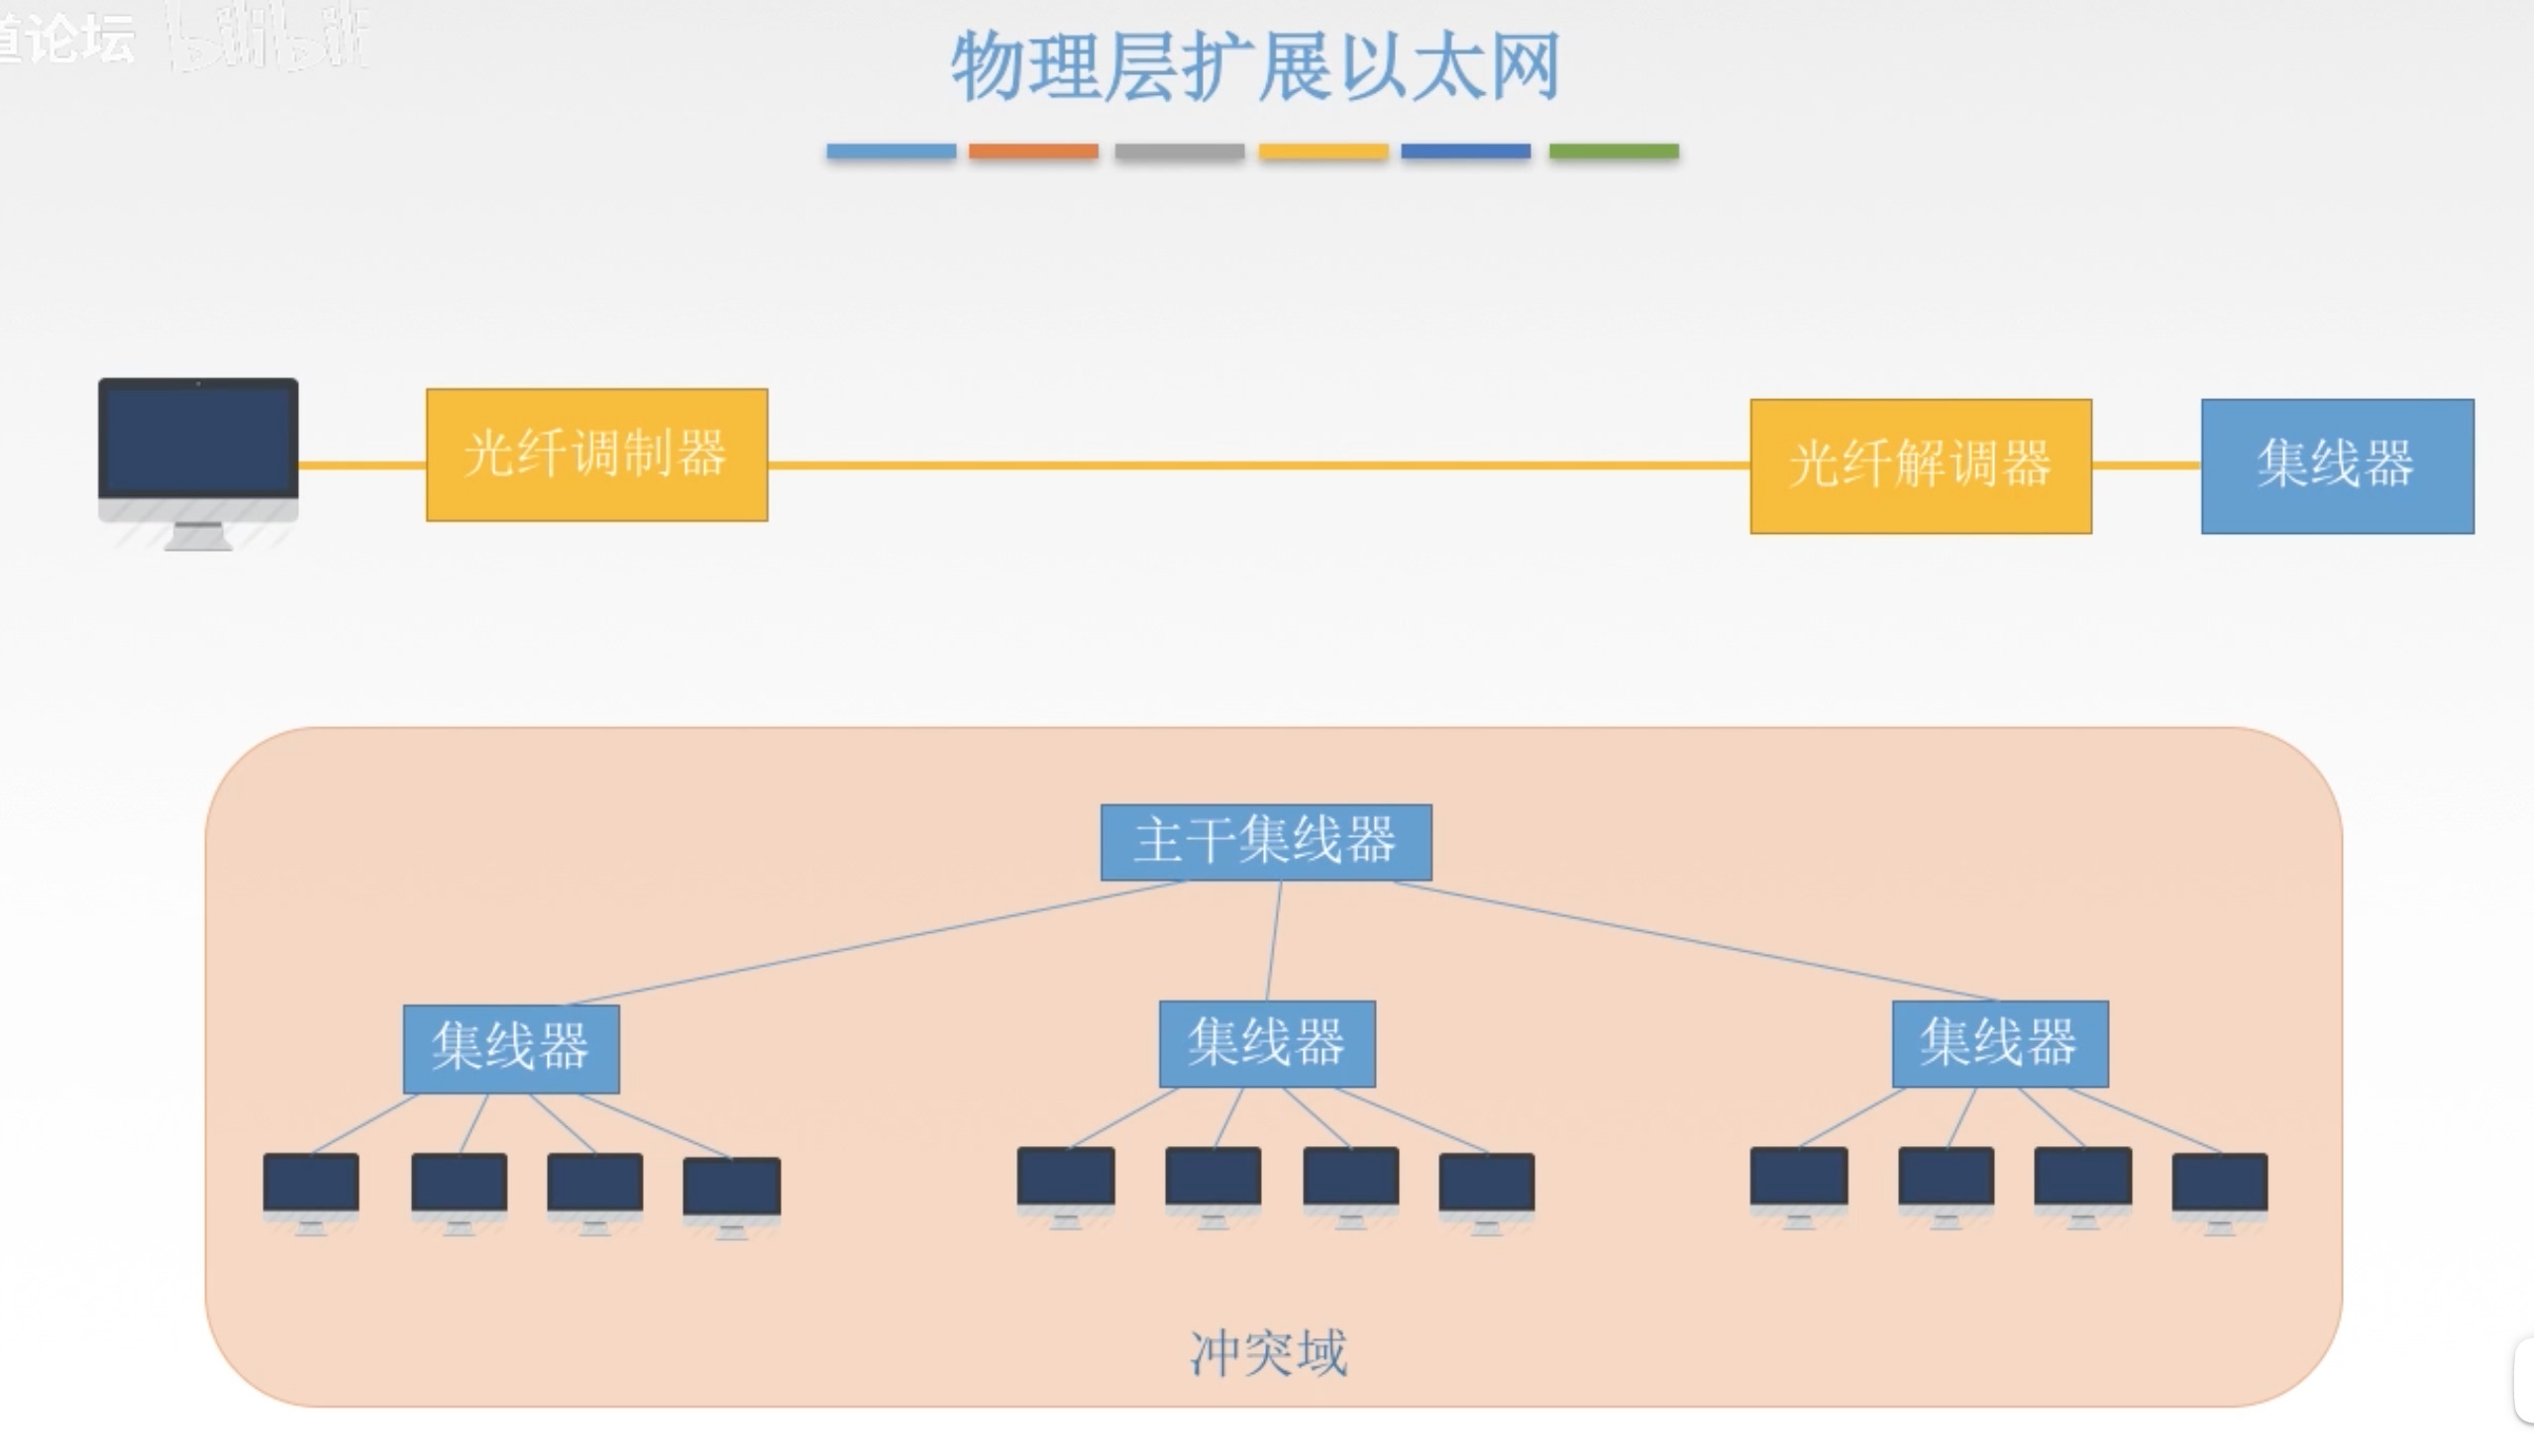 道论坛 bilibili
物理层扩展以太网
光纤调制器
光纤解调器
集线器
主干集线器
集线器
集线器
集线器
冲突域